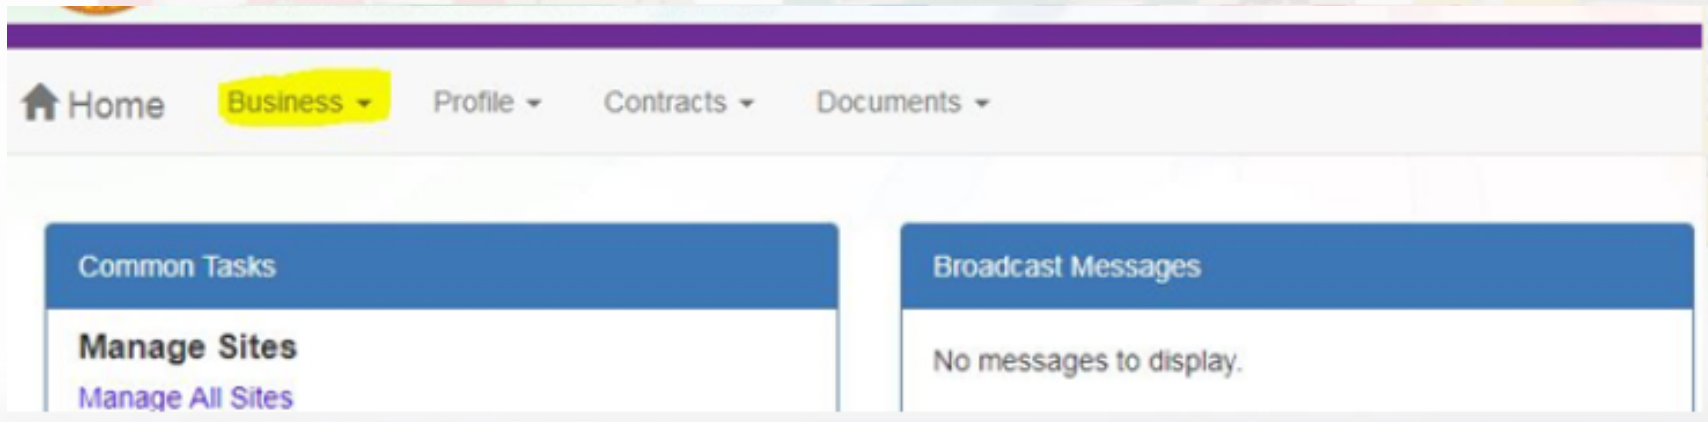 Home Business Profile Contracts Documents
Common Tasks
Manage Sites
Manage All Sites
Broadcast Messages
No messages to display.